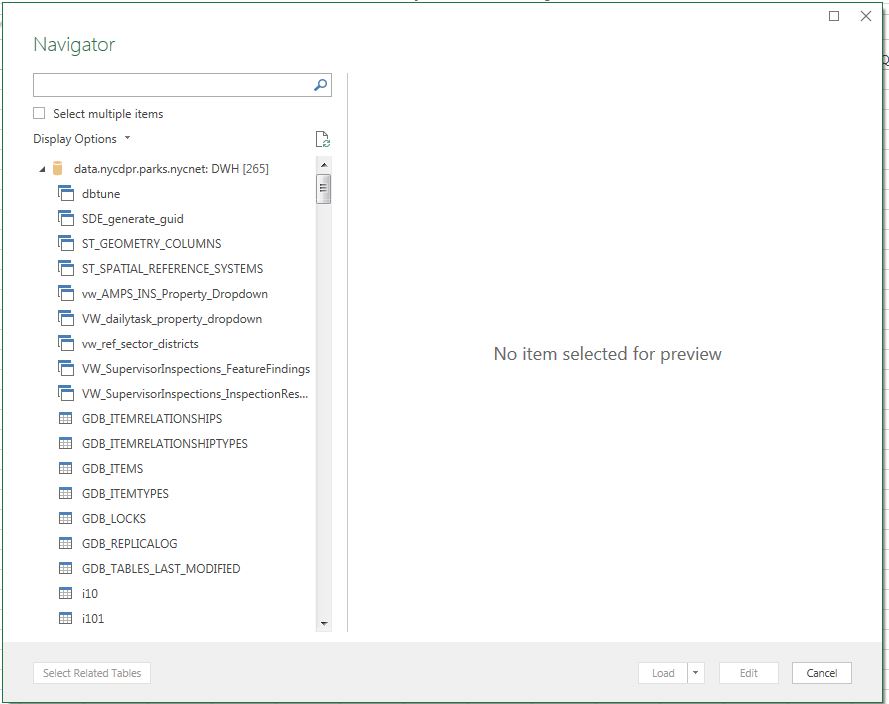 Navigator
Select multiple items
Display Options
data.nycdpr.parks.nycnet: DWH [265]
dbtune
SDE_generate_guid
ST_GEOMETRY_COLUMNS
ST_SPATIAL_REFERENCE_SYSTEMS
vw_AMPS_INS_Property_Dropdown
VW_dailytask_property_dropdown
vw_ref_sector_districts
VW_SupervisorInspections_FeatureFindings
VW_SupervisorInspections_InspectionRes...
GDB_ITEMRELATIONSHIPS
GDB_ITEMRELATIONSHIPTYPES
GDB_ITEMS
GDB_ITEMTYPES
GDB_LOCKS
GDB_REPLICALOG
GDB_TABLES_LAST_MODIFIED
i10
i101
No item selected for preview
Select Related Tables
Load
Edit
Cancel